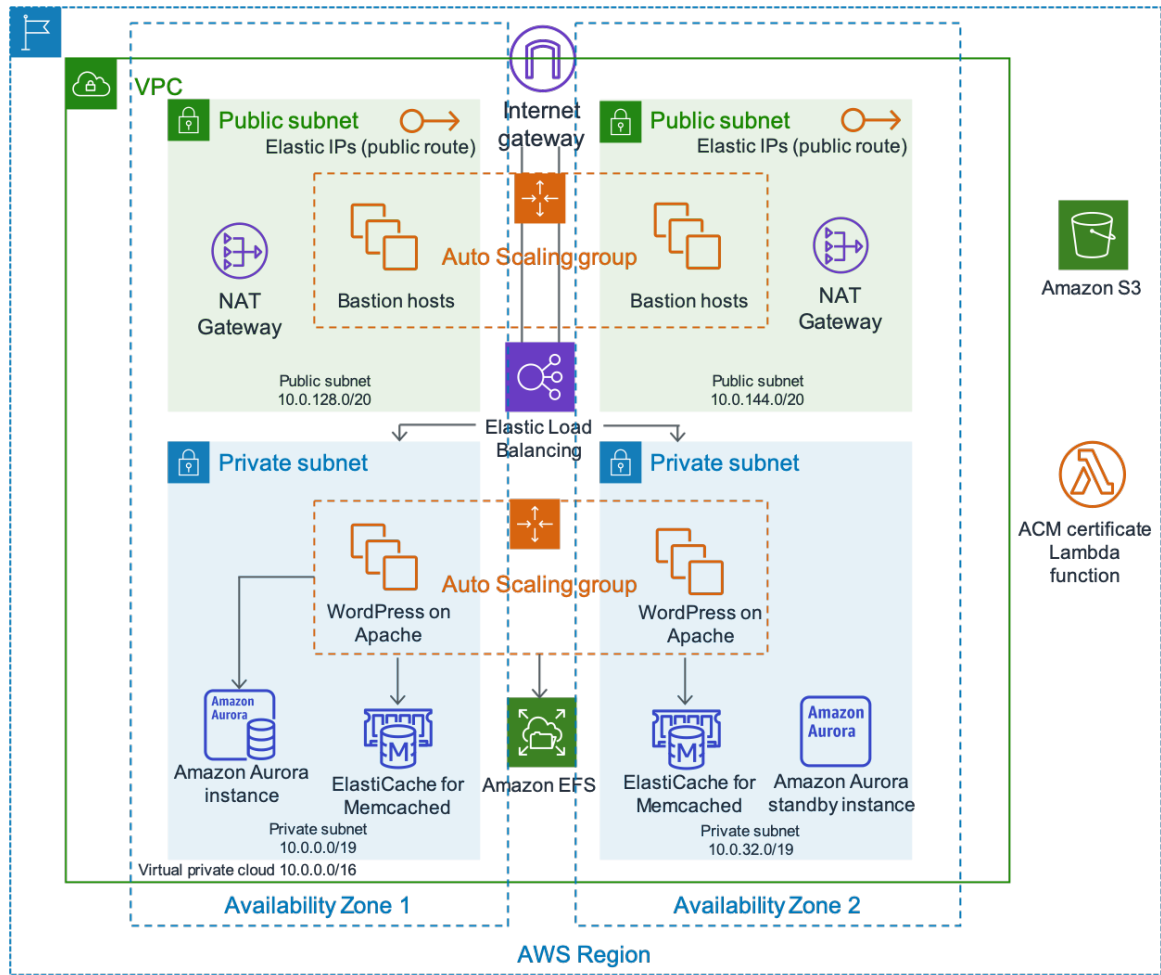 VPC
Internet
gateway
Public subnet
Elastic IPs (public route)
Public subnet
Elastic IPs (public route)
NAT
Gateway
Bastion hosts
Auto Scaling group
Bastion hosts
NAT
Gateway
Public subnet
10.0.128.0/20
Public subnet
10.0.144.0/20
Elastic Load
Balancing
Private subnet
Private subnet
WordPress on
Apache
Auto Scaling group
WordPress on
Apache
Amazon
Aurora
Amazon Aurora
instance
M
ElastiCache for
Memcached
Amazon EFS
M
ElastiCache for
Memcached
Amazon
Aurora
Amazon Aurora
standby instance
Private subnet
10.0.0.0/19
Private subnet
10.0.32.0/19
Virtual private cloud 10.0.0.0/16
Availability Zone 1
Availability Zone 2
AWS Region
Amazon S3
ACM certificate
Lambda
function